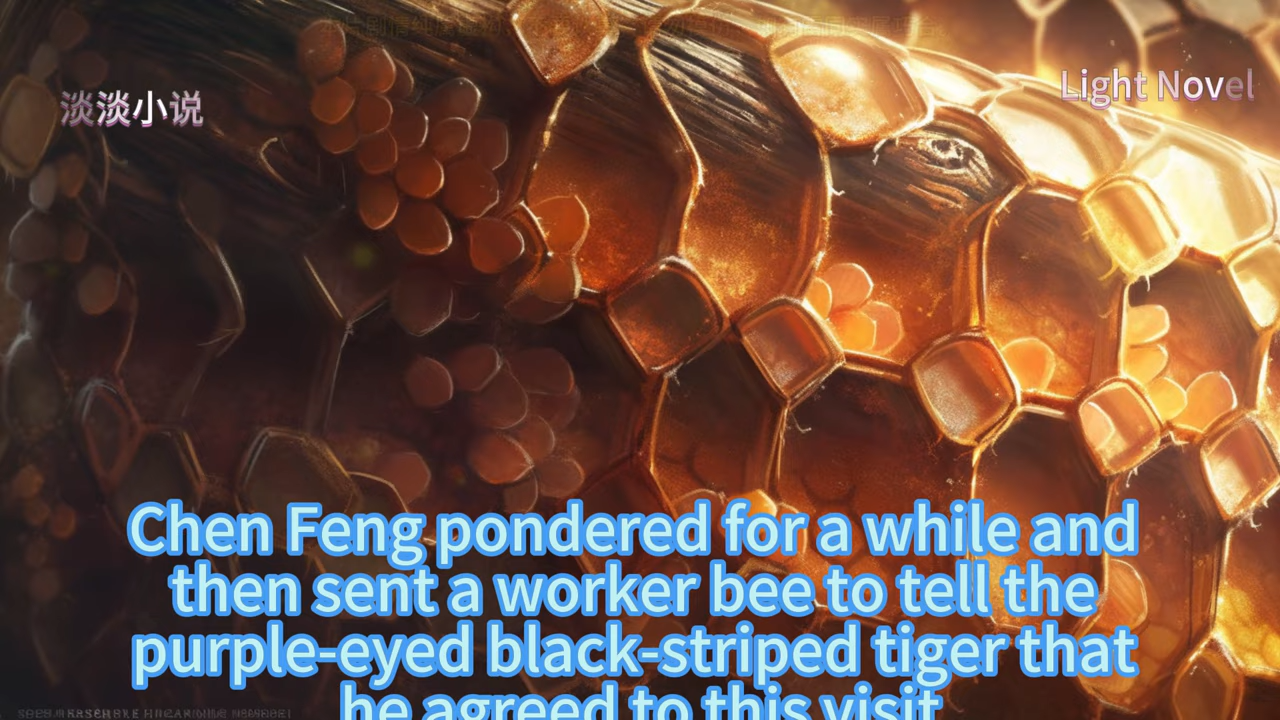 淡淡小说
Light Novel
Chen Feng pondered for a while and
then sent a worker bee to tell the
purple-eyed black-striped tiger that
he agreed to this visit